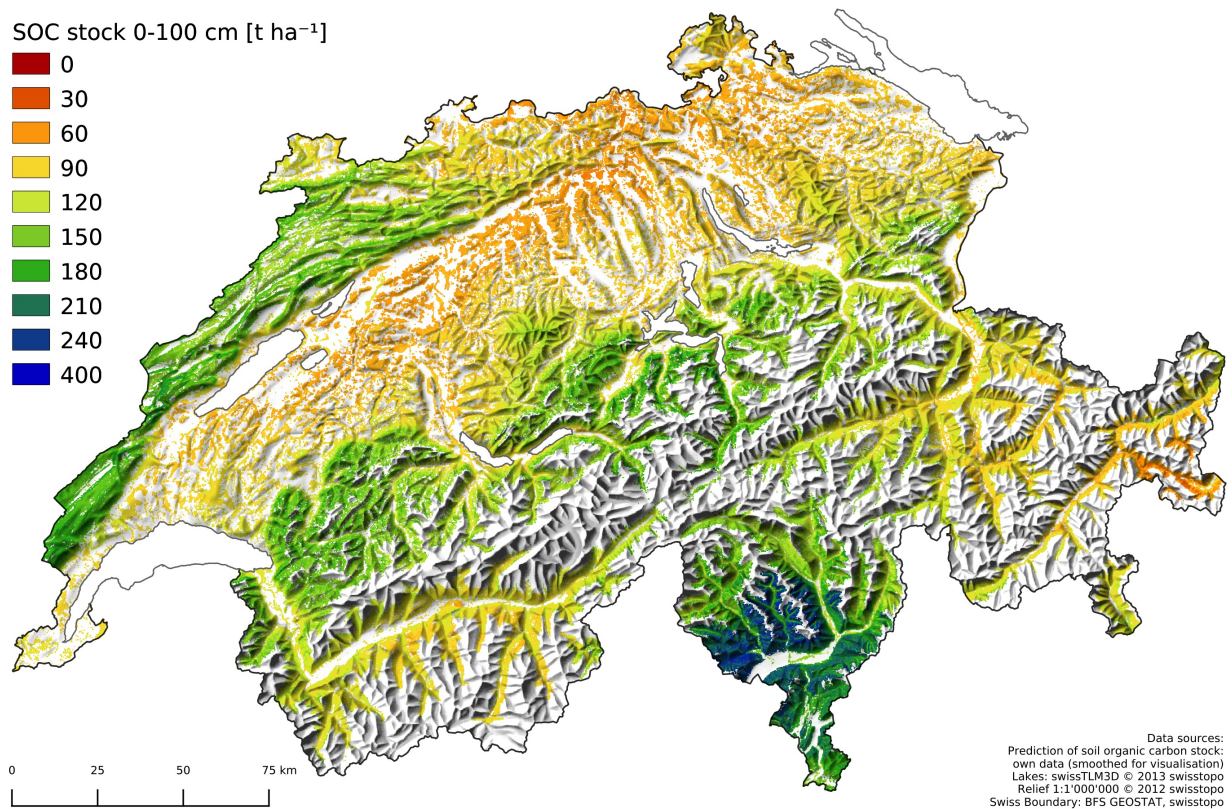 SOC stock 0-100 cm [t ha⁻¹]
0
30
60
90
120
150
180
210
240
400
0 25 50 75 km
Data sources:
Prediction of soil organic carbon stock:
own data (smoothed for visualisation)
Lakes: swissTLM3D © 2013 swisstopo
Relief 1:1'000'000 © 2012 swisstopo
Swiss Boundary: BFS GEOSTAT, swisstopo